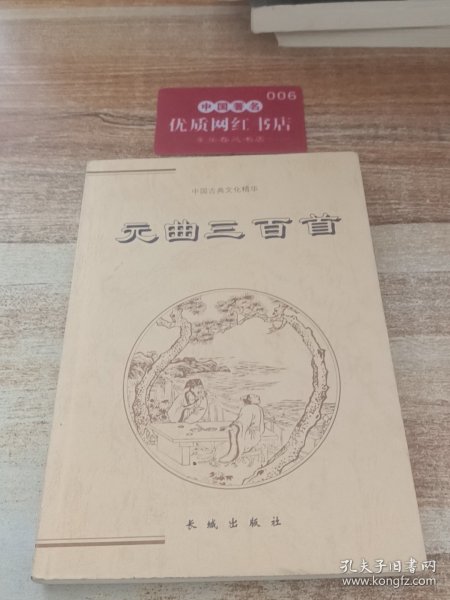 006
中国著名
优质网红书店
中国古典文化精华
元曲三百首
长城出版社
孔夫子旧书网
www.kongfz.com